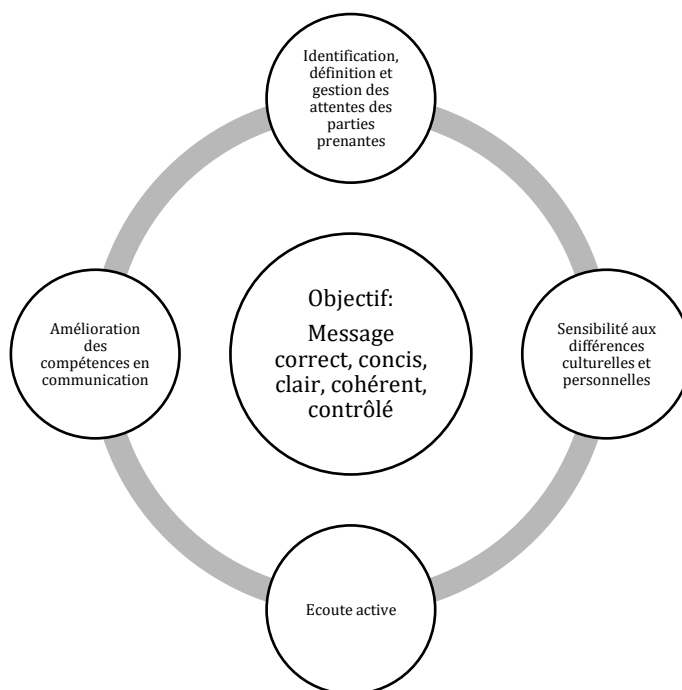 Identification,
définition et
gestion des
attentes des
parties
prenantes
Objectif:
Message
correct, concis,
clair, cohérent,
contrôlé
Amélioration
des
compétences en
communication
Sensibilité aux
différences
culturelles et
personnelles
Ecoute active